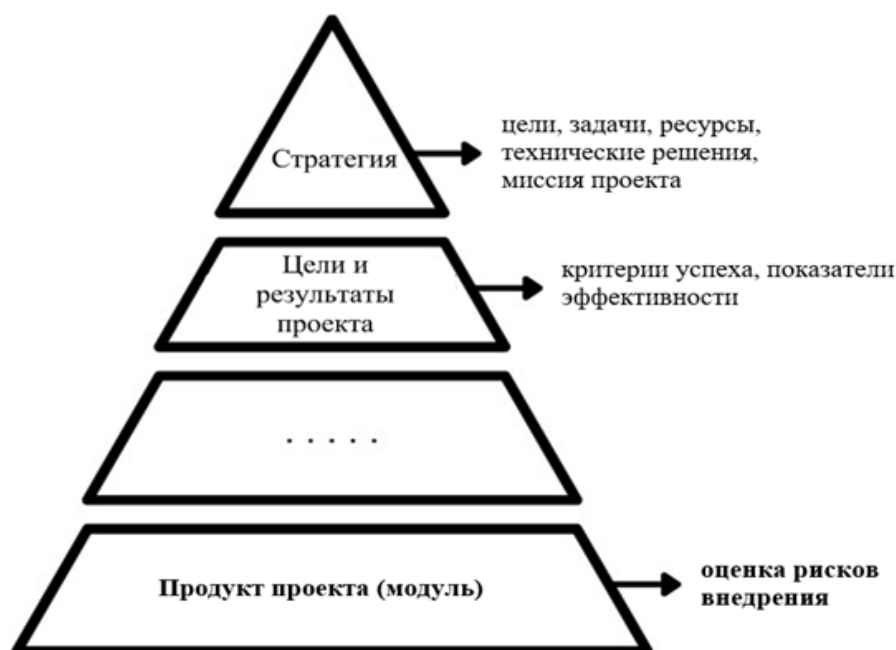 Стратегия
цели, задачи, ресурсы,
технические решения,
миссия проекта
Цели и
результаты
проекта
критерии успеха, показатели
эффективности
. . . . .
Продукт проекта (модуль)
оценка рисков
внедрения